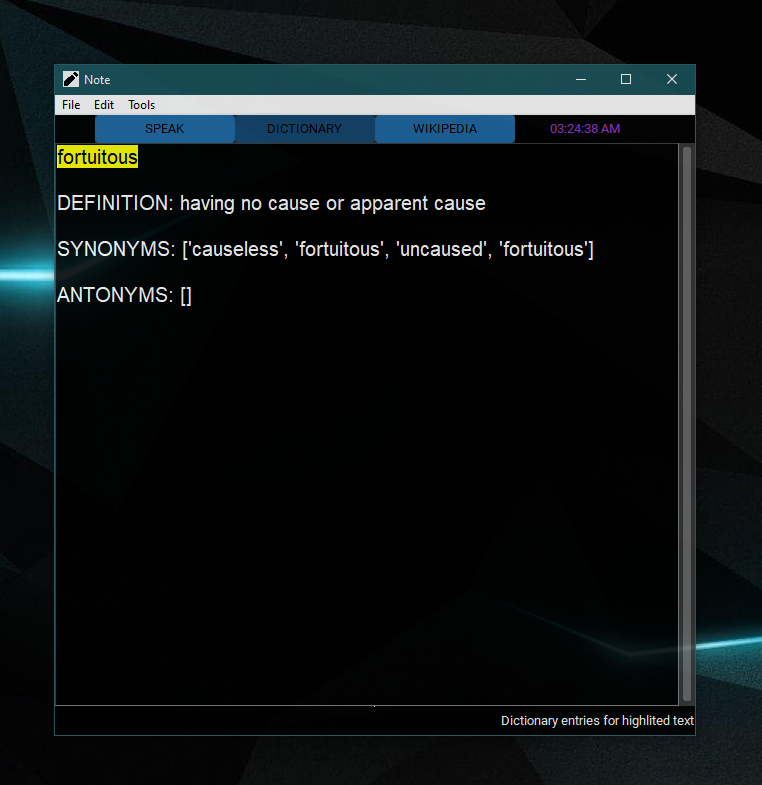 Note
File Edit Tools
SPEAK DICTIONARY WIKIPEDIA 03:24:38 AM
fortuitous
DEFINITION: having no cause or apparent cause
SYNONYMS: ['causeless', 'fortuitous', 'uncaused', 'fortuitous']
ANTONYMS: []
Dictionary entries for highlited text